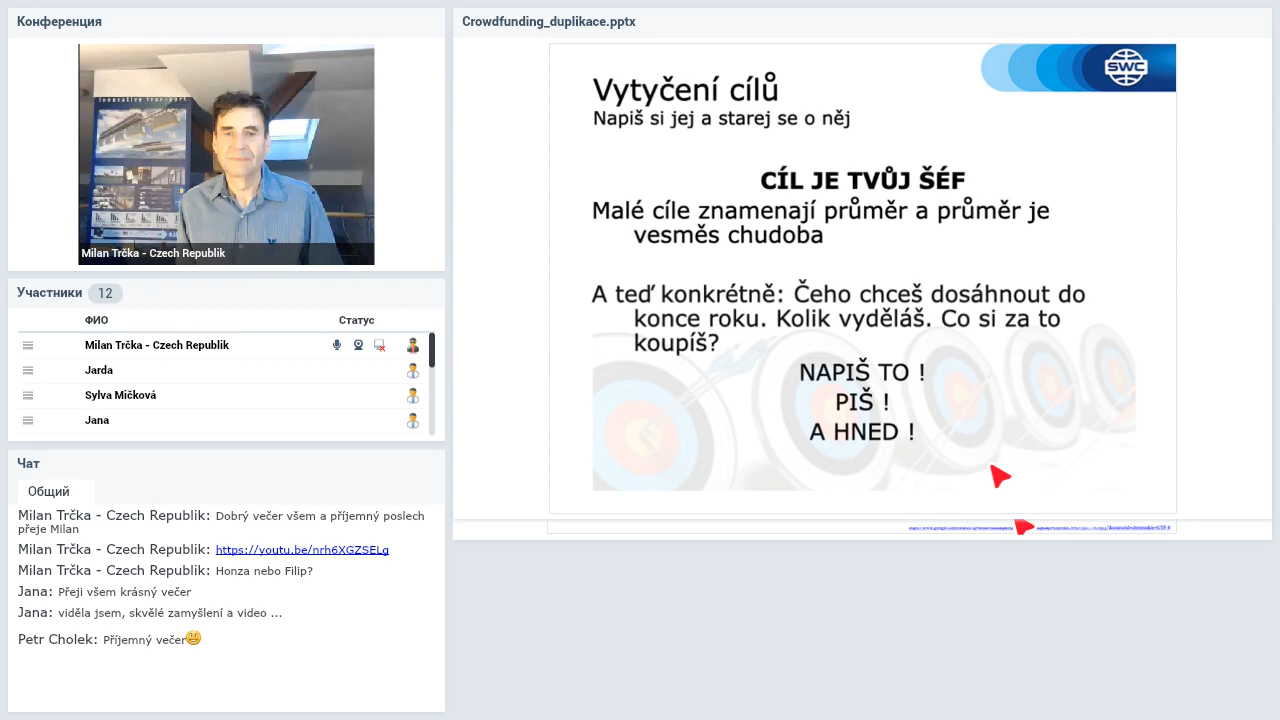 Конференция
Innovative transport
Milan Trčka - Czech Republik
Участники 12
ФИО Статус
Milan Trčka - Czech Republik
Jarda
Sylva Mičková
Jana
Чат
Общий
Milan Trčka - Czech Republik: Dobrý večer všem a příjemný poslech
přeje Milan
Milan Trčka - Czech Republik: https://youtu.be/nrh6XGZSELg
Milan Trčka - Czech Republik: Honza nebo Filip?
Jana: Přeji všem krásný večer
Jana: viděla jsem, skvělé zamyšlení a video ...
Petr Cholek: Příjemný večer
Crowdfunding_duplikace.pptx
SWC
Vytyčení cílů
Napiš si jej a starej se o něj
CÍL JE TVŮJ ŠÉF
Malé cíle znamenají průměr a průměr je
vesměs chudoba
A teď konkrétně: Čeho chceš dosáhnout do
konce roku. Kolik vyděláš. Co si za to
koupíš?
NAPIŠ TO !
PIŠ !
A HNED !